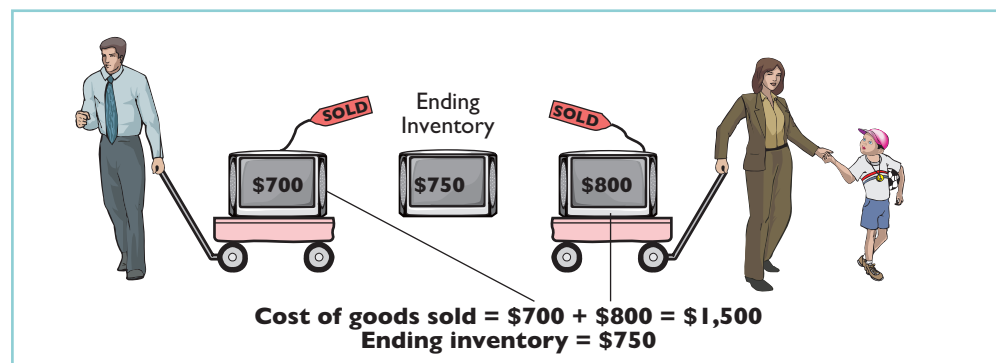 SOLD
Ending
Inventory
SOLD
$700
$750
$800
Cost of goods sold = $700 + $800 = $1,500
Ending inventory = $750